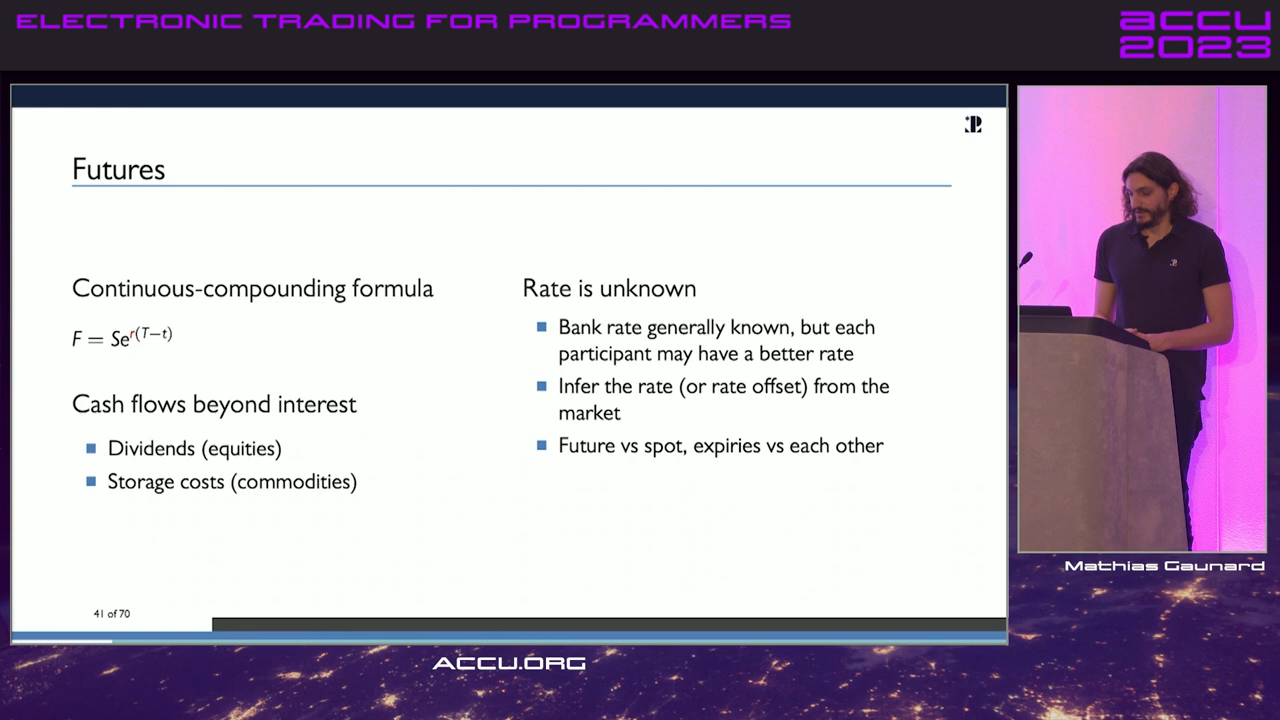 ELECTRONIC TRADING FOR PROGRAMMERS
accu
2023
Futures
Continuous-compounding formula
F = Se^{r(T−t)}
Cash flows beyond interest
Dividends (equities)
Storage costs (commodities)
Rate is unknown
Bank rate generally known, but each
participant may have a better rate
Infer the rate (or rate offset) from the
market
Future vs spot, expiries vs each other
41 of 70
Mathias Gaunard
ACCU.ORG